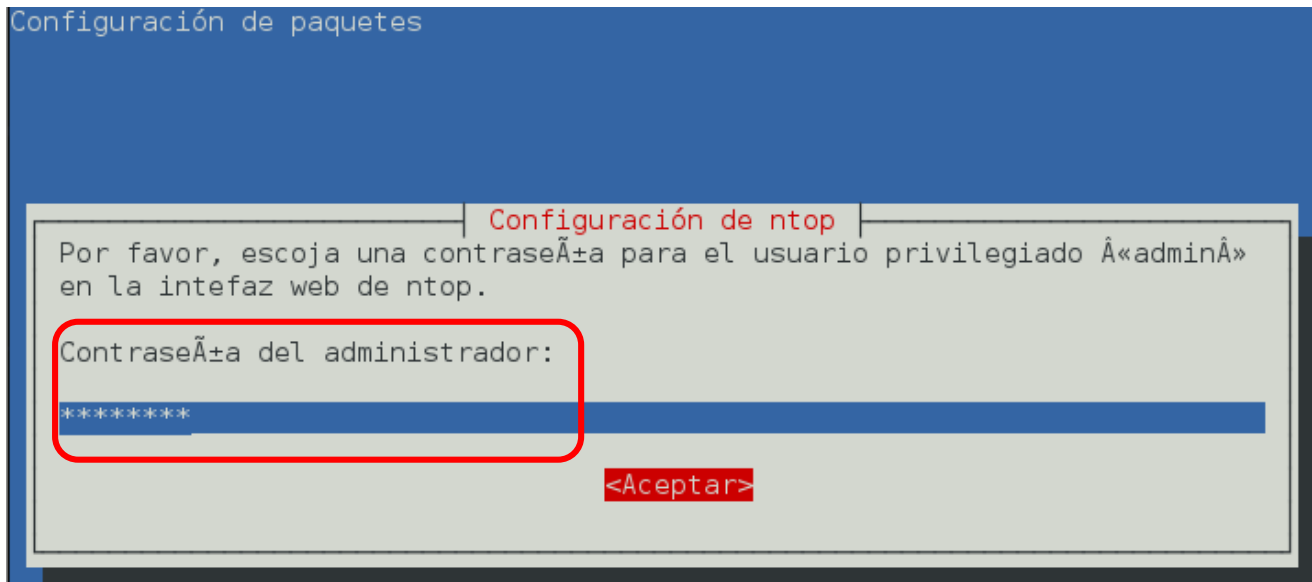 Configuración de paquetes
Configuración de ntop
Por favor, escoja una contraseÃ±a para el usuario privilegiado Â«adminÂ»
en la intefaz web de ntop.
ContraseÃ±a del administrador:
********
<Aceptar>